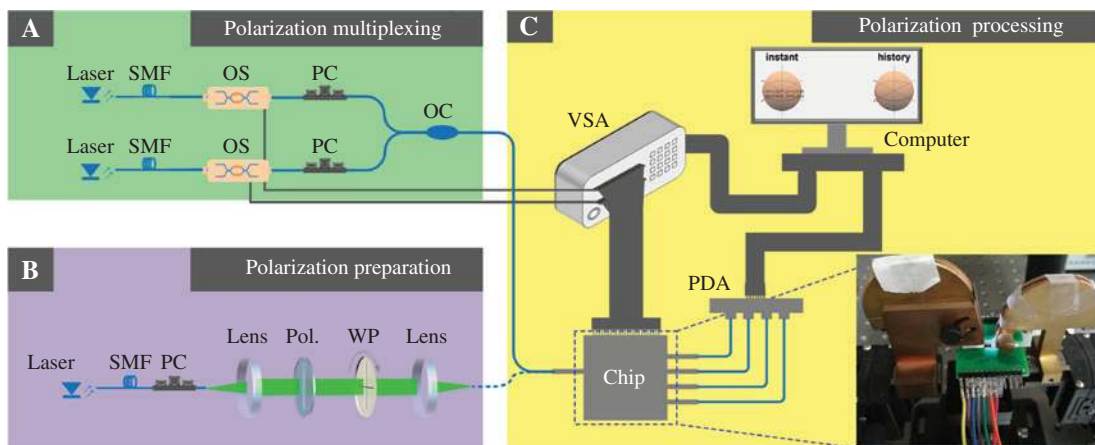 A Polarization multiplexing
Laser SMF OS PC
OC
Laser SMF OS PC
B Polarization preparation
Lens Pol. WP Lens
Laser SMF PC
C Polarization processing
instant history
VSA
Computer
PDA
Chip